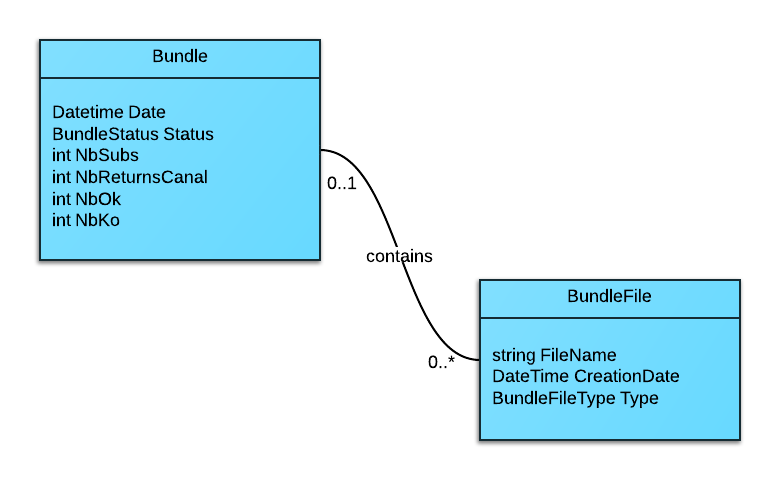 Bundle
Datetime Date
BundleStatus Status
int NbSubs
int NbReturnsCanal
int NbOk
int NbKo
0..1
contains
BundleFile
0..*
string FileName
DateTime CreationDate
BundleFileType Type